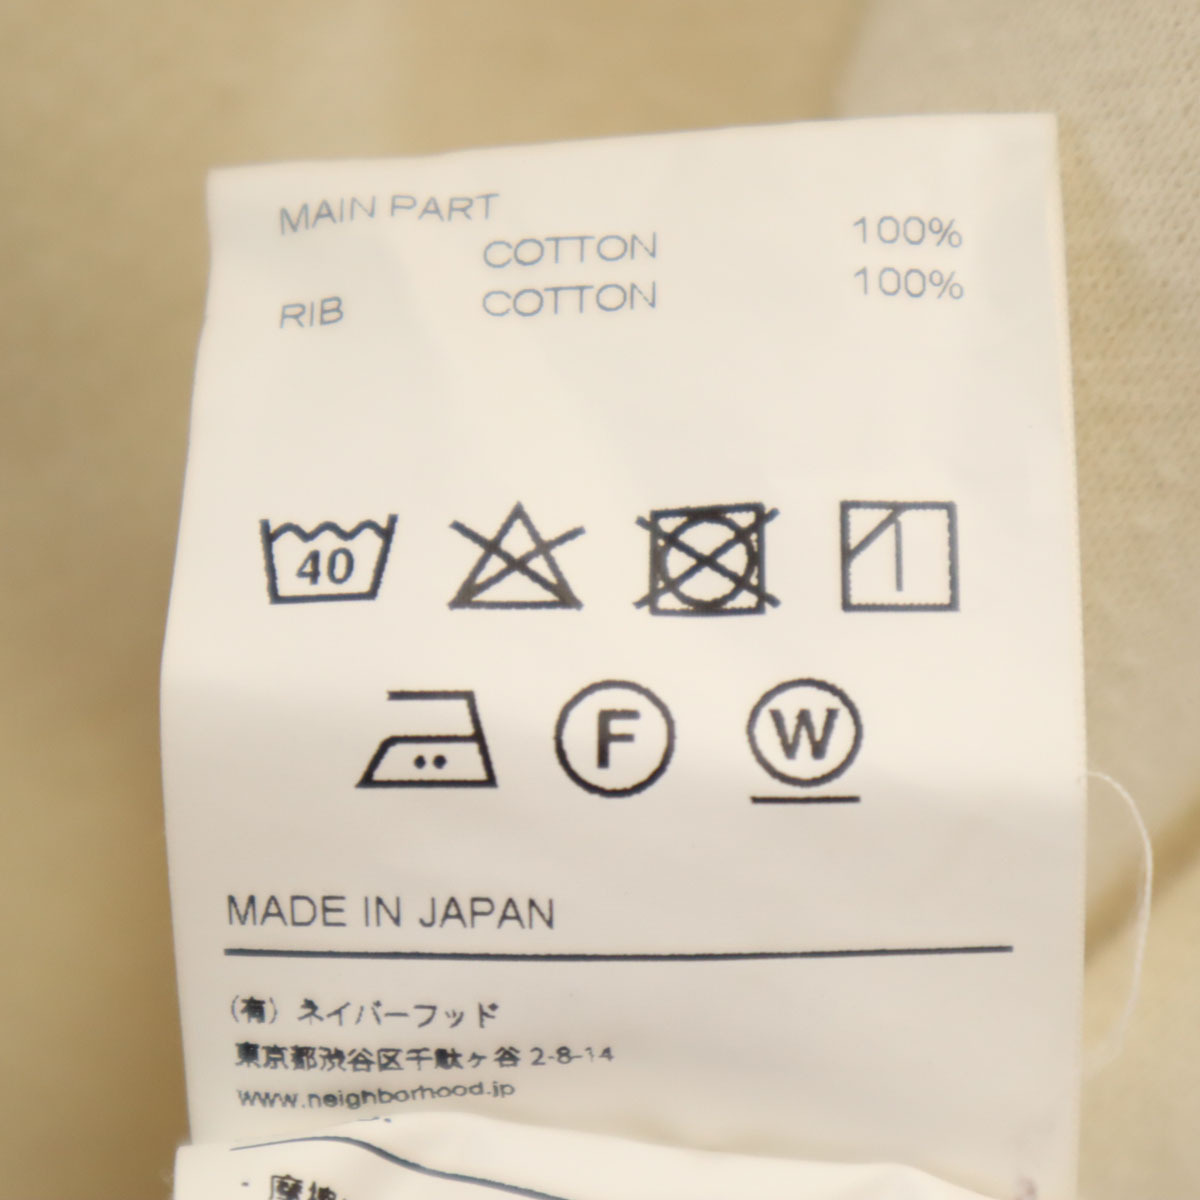 MAIN PART
COTTON 100%
RIB COTTON 100%
40
F W
MADE IN JAPAN
(有) ネイバーフッド
東京都渋谷区千駄ヶ谷 2-8-14
www.neighborhood.jp